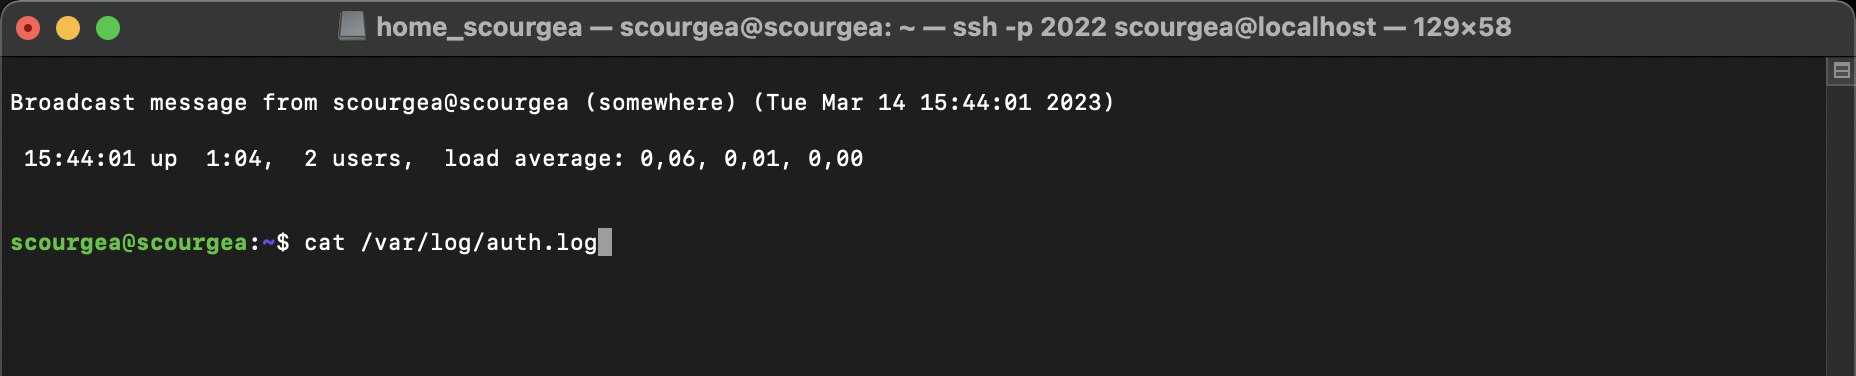 home_scourgea — scourgea@scourgea: ~ — ssh -p 2022 scourgea@localhost — 129×58
Broadcast message from scourgea@scourgea (somewhere) (Tue Mar 14 15:44:01 2023)
 15:44:01 up  1:04,  2 users,  load average: 0,06, 0,01, 0,00
scourgea@scourgea:~$ cat /var/log/auth.log